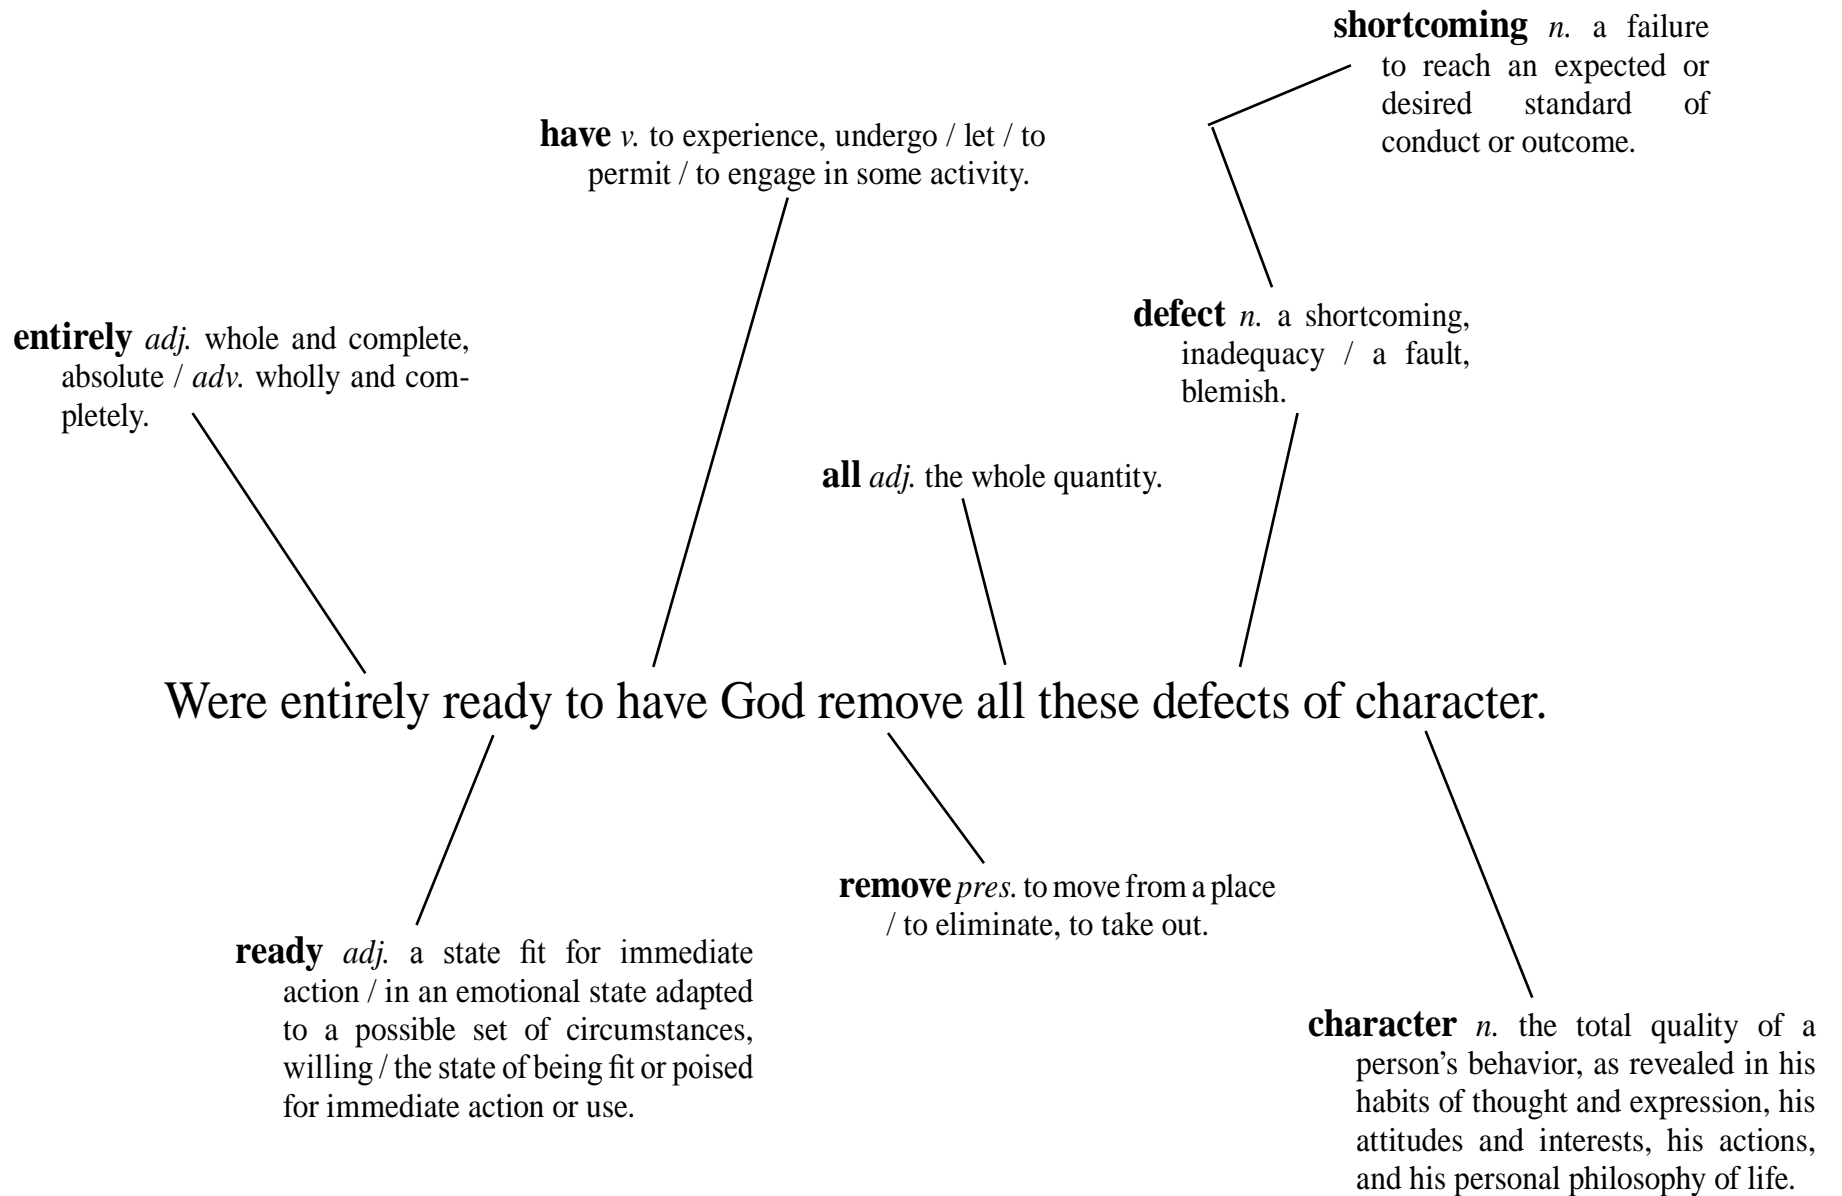 shortcoming n. a failure
to reach an expected or
desired standard of
conduct or outcome.
have v. to experience, undergo / let / to
permit / to engage in some activity.
entirely adj. whole and complete,
absolute / adv. wholly and com-
pletely.
defect n. a shortcoming,
inadequacy / a fault,
blemish.
all adj. the whole quantity.
Were entirely ready to have God remove all these defects of character.
ready adj. a state fit for immediate
action / in an emotional state adapted
to a possible set of circumstances,
willing / the state of being fit or poised
for immediate action or use.
remove pres. to move from a place
/ to eliminate, to take out.
character n. the total quality of a
person’s behavior, as revealed in his
habits of thought and expression, his
attitudes and interests, his actions,
and his personal philosophy of life.